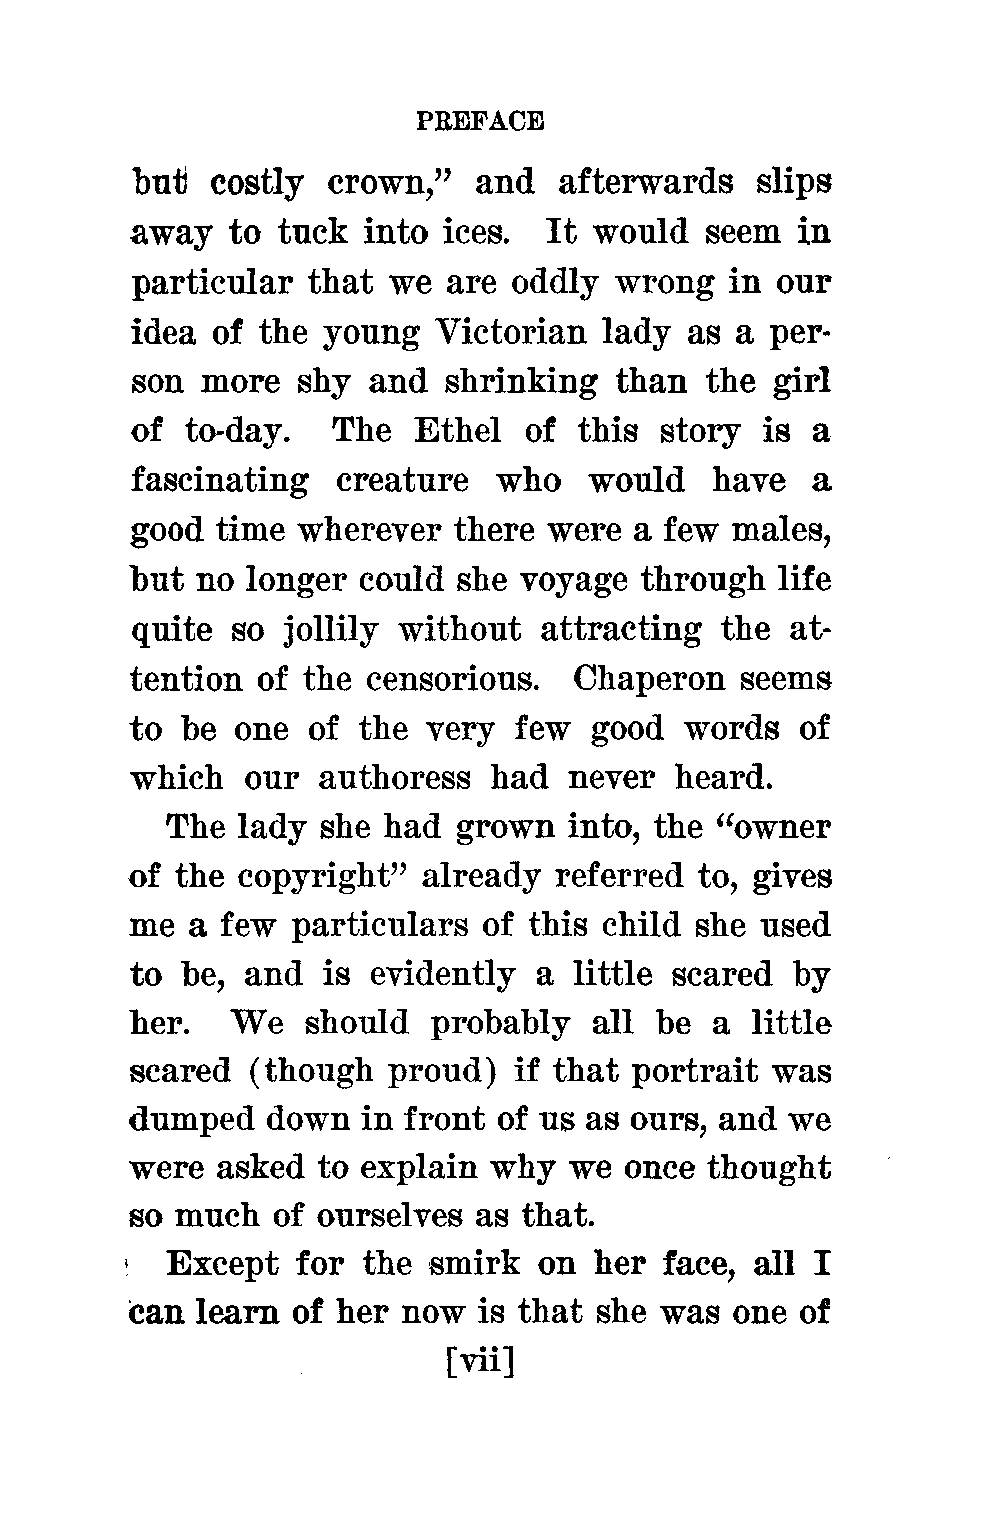 PREFACE
but costly crown,” and afterwards slips
away to tuck into ices. It would seem in
particular that we are oddly wrong in our
idea of the young Victorian lady as a per-
son more shy and shrinking than the girl
of to-day. The Ethel of this story is a
fascinating creature who would have a
good time wherever there were a few males,
but no longer could she voyage through life
quite so jollily without attracting the at-
tention of the censorious. Chaperon seems
to be one of the very few good words of
which our authoress had never heard.
The lady she had grown into, the “owner
of the copyright” already referred to, gives
me a few particulars of this child she used
to be, and is evidently a little scared by
her. We should probably all be a little
scared (though proud) if that portrait was
dumped down in front of us as ours, and we
were asked to explain why we once thought
so much of ourselves as that.
Except for the smirk on her face, all I
can learn of her now is that she was one of
[vii]